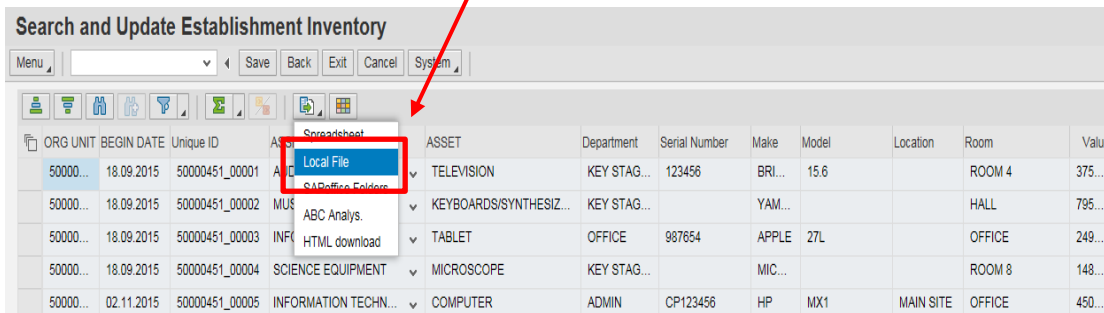 Search and Update Establishment Inventory
Menu Save Back Exit Cancel System
Spreadsheet
Local File
SAPoffice Folders
ABC Analys.
HTML download
ORG UNIT BEGIN DATE Unique ID ASSET Department Serial Number Make Model Location Room Valu
50000... 18.09.2015 50000451_00001 AUD TELEVISION KEY STAG... 123456 BRI... 15.6 ROOM 4 375...
50000... 18.09.2015 50000451_00002 MUS KEYBOARDS/SYNTHESIZ... KEY STAG... YAM... HALL 795...
50000... 18.09.2015 50000451_00003 INFO TABLET OFFICE 987654 APPLE 27L OFFICE 249...
50000... 18.09.2015 50000451_00004 SCIENCE EQUIPMENT MICROSCOPE KEY STAG... MIC... ROOM 8 148...
50000... 02.11.2015 50000451_00005 INFORMATION TECHN... COMPUTER ADMIN CP123456 HP MX1 MAIN SITE OFFICE 450...